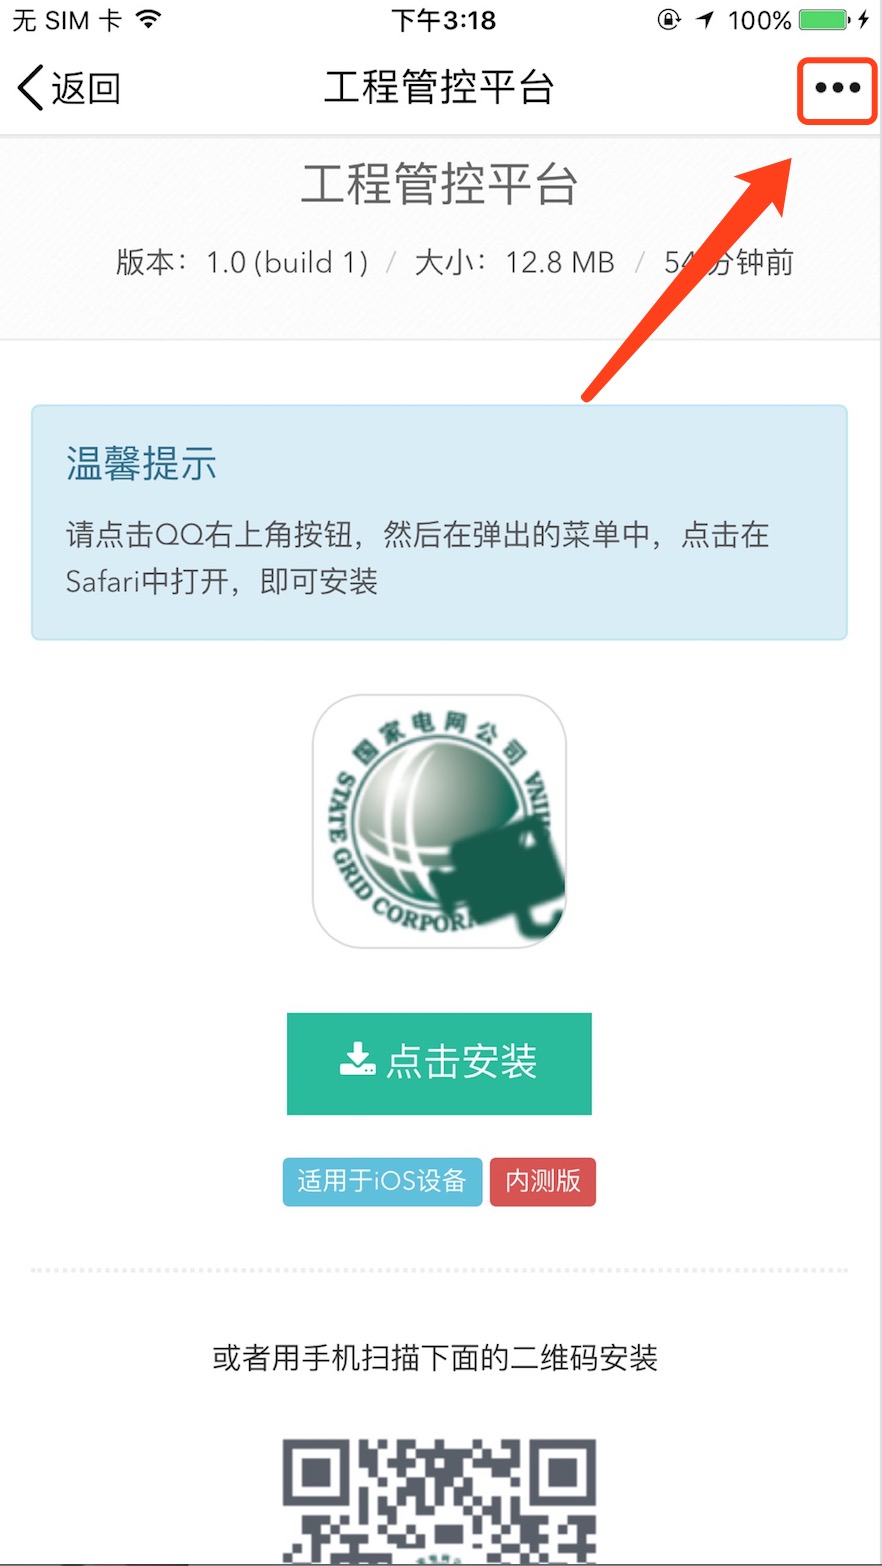 无 SIM 卡 下午3:18 100%
返回 工程管控平台 •••
工程管控平台
版本：1.0 (build 1) / 大小：12.8 MB / 54 分钟前
温馨提示
请点击QQ右上角按钮，然后在弹出的菜单中，点击在
Safari中打开，即可安装
国家电网公司
STATE GRID CORPORA
HINA
点击安装
适用于iOS设备 内测版
或者用手机扫描下面的二维码安装